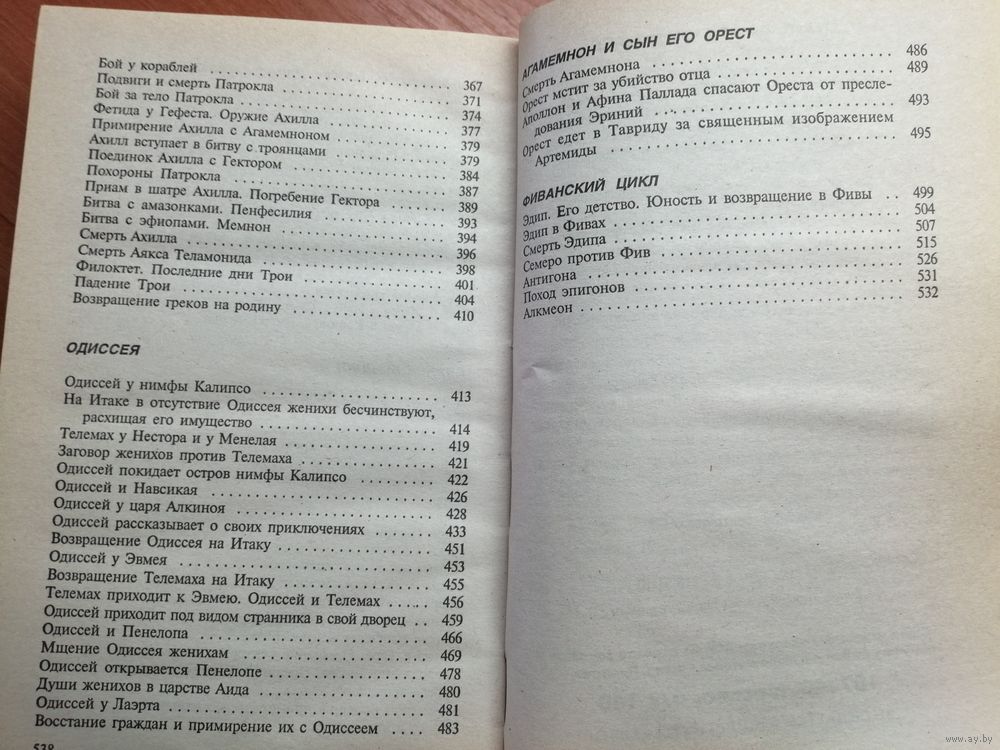 Бой у кораблей . . . 367
Подвиги и смерть Патрокла . . . 371
Бой за тело Патрокла . . . 374
Фетида у Гефеста. Оружие Ахилла . . . 377
Примирение Ахилла с Агамемноном . . . 379
Ахилл вступает в битву с троянцами . . . 379
Поединок Ахилла с Гектором . . . 384
Похороны Патрокла . . . 387
Приам в шатре Ахилла. Погребение Гектора . . . 389
Битва с амазонками. Пенфесилия . . . 393
Битва с эфиопами. Мемнон . . . 394
Смерть Ахилла . . . 396
Смерть Аякса Теламонида . . . 398
Филоктет. Последние дни Трои . . . 401
Падение Трои . . . 404
Возвращение греков на родину . . . 410
ОДИССЕЯ
Одиссей у нимфы Калипсо . . . 413
На Итаке в отсутствие Одиссея женихи бесчинствуют,
расхищая его имущество . . . 414
Телемах у Нестора и у Менелая . . . 419
Заговор женихов против Телемаха . . . 421
Одиссей покидает остров нимфы Калипсо . . . 422
Одиссей и Навсикая . . . 426
Одиссей у царя Алкиноя . . . 428
Одиссей рассказывает о своих приключениях . . . 433
Возвращение Одиссея на Итаку . . . 451
Одиссей у Эвмея . . . 453
Возвращение Телемаха на Итаку . . . 455
Телемах приходит к Эвмею. Одиссей и Телемах . . . 456
Одиссей приходит под видом странника в свой дворец . . 459
Одиссей и Пенелопа . . . 466
Мщение Одиссея женихам . . . 469
Одиссей открывается Пенелопе . . . 478
Души женихов в царстве Аида . . . 480
Одиссей у Лаэрта . . . 481
Восстание граждан и примирение их с Одиссеем . . . . 483
538
АГАМЕМНОН И СЫН ЕГО ОРЕСТ
Смерть Агамемнона . . . 486
Орест мстит за убийство отца . . . 489
Аполлон и Афина Паллада спасают Ореста от пресле-
дования Эриний . . . 493
Орест едет в Тавриду за священным изображением
Артемиды . . . 495
ФИВАНСКИЙ ЦИКЛ
Эдип. Его детство. Юность и возвращение в Фивы . . 499
Эдип в Фивах . . . 504
Смерть Эдипа . . . 507
Семеро против Фив . . . 515
Антигона . . . 526
Поход эпигонов . . . 531
Алкмеон . . . 532
www.ay.by